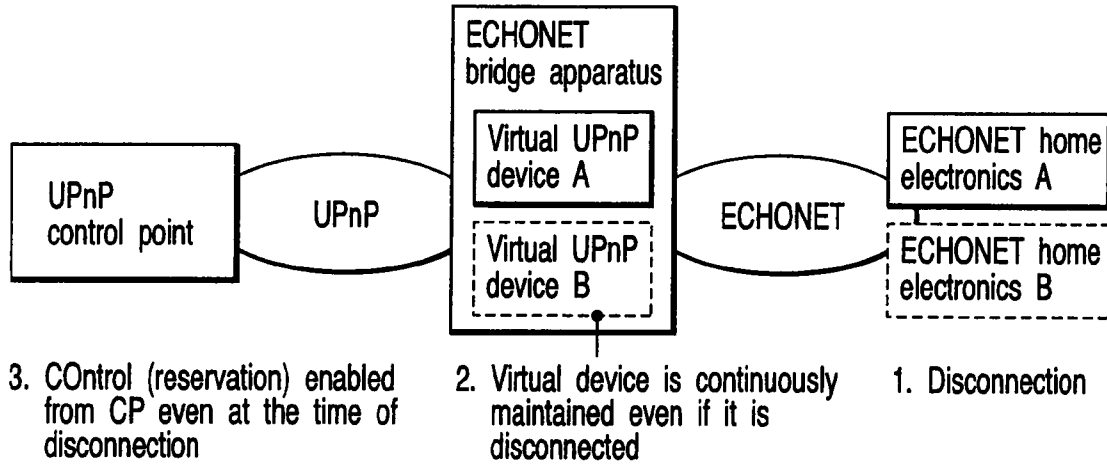 ECHONET
bridge apparatus
Virtual UPnP
device A
Virtual UPnP
device B
UPnP
control point
UPnP
ECHONET
ECHONET home
electronics A
ECHONET home
electronics B
3. COntrol (reservation) enabled
from CP even at the time of
disconnection
2. Virtual device is continuously
maintained even if it is
disconnected
1. Disconnection